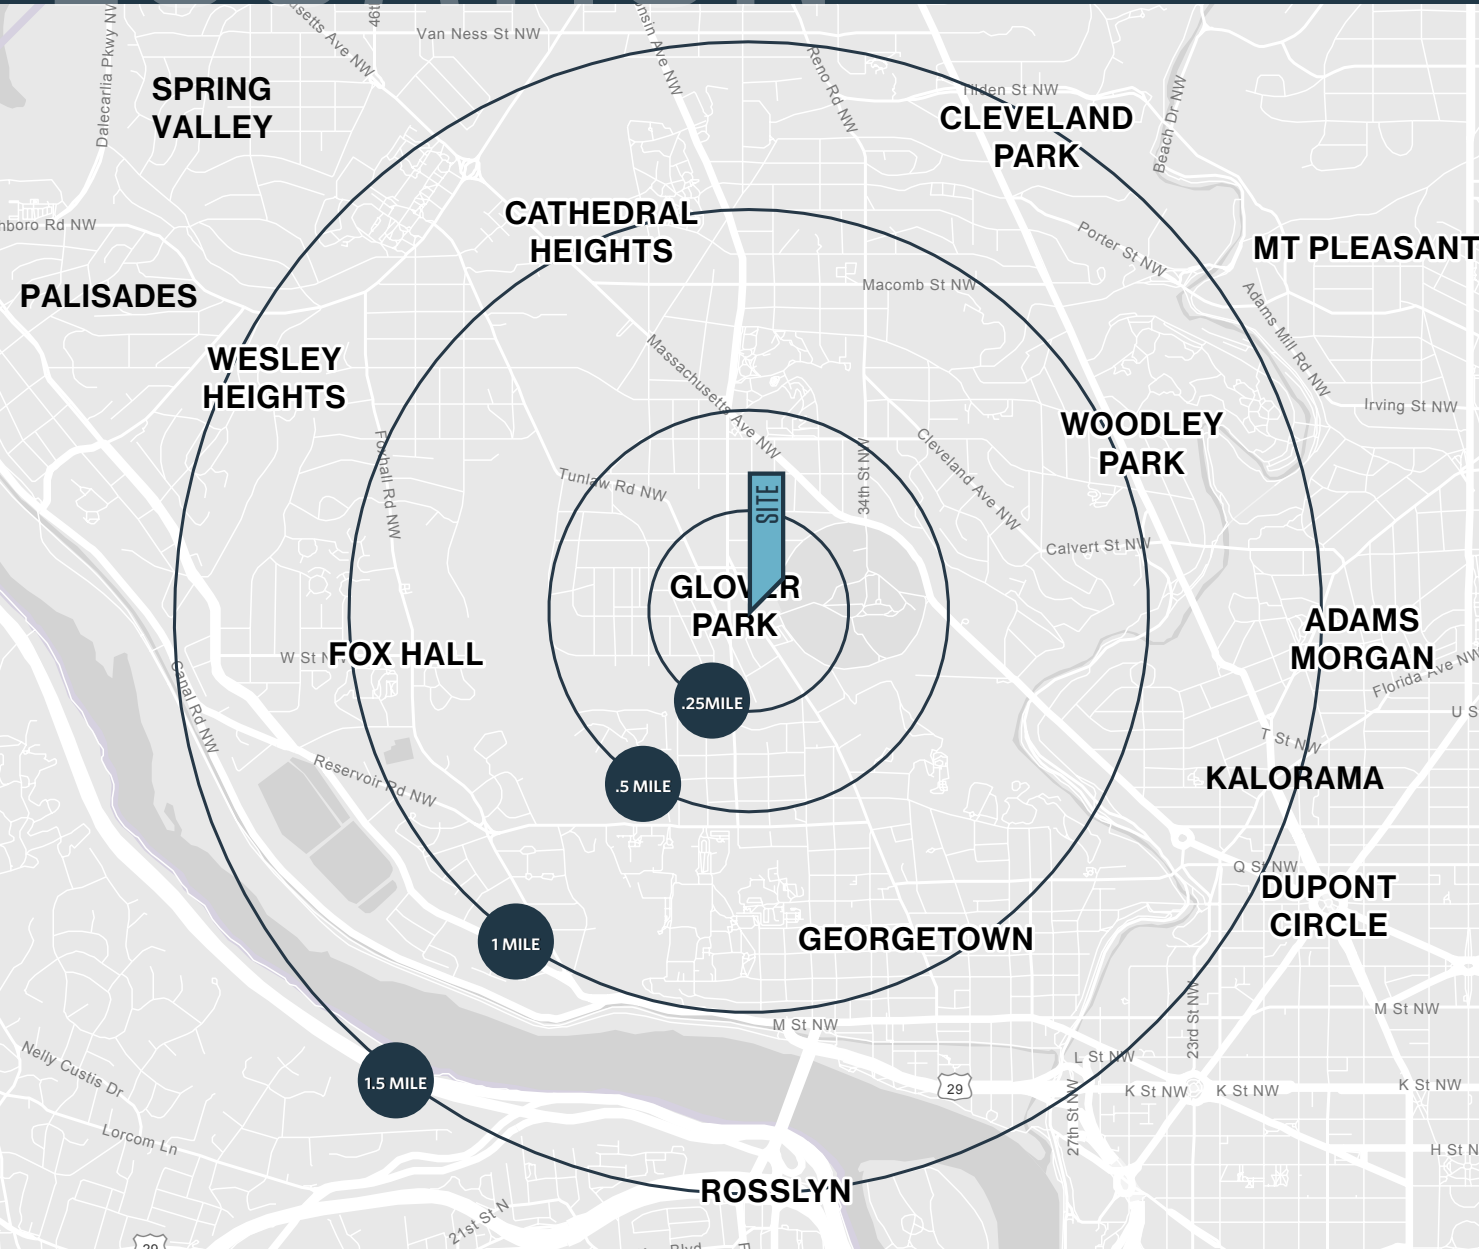 46th
Van Ness St NW
Dalecarlia Pkwy NW
Reno Rd NW
SPRING
VALLEY
Tilden St NW
CLEVELAND
PARK
Beach Dr NW
CATHEDRAL
HEIGHTS
Porter St NW
MT PLEASANT
Macomb St NW
PALISADES
Adams Mill Rd NW
WESLEY
HEIGHTS
Massachusetts Ave NW
Irving St NW
WOODLEY
PARK
Foxhall Rd NW
Tunlaw Rd NW
34th St NW
Cleveland Ave NW
SITE
Calvert St NW
GLOVER
PARK
ADAMS
MORGAN
W St NW
FOX HALL
Florida Ave NW
Canal Rd NW
.25MILE
U S
T St NW
.5 MILE
KALORAMA
Reservoir Rd NW
Q St NW
DUPONT
CIRCLE
1 MILE
GEORGETOWN
M St NW
M St NW
23rd St NW
L St NW
Nelly Custis Dr
1.5 MILE
29
K St NW
K St NW
K St NW
27th St NW
Lorcom Ln
H St N
ROSSLYN
21st St N
Blvd
29